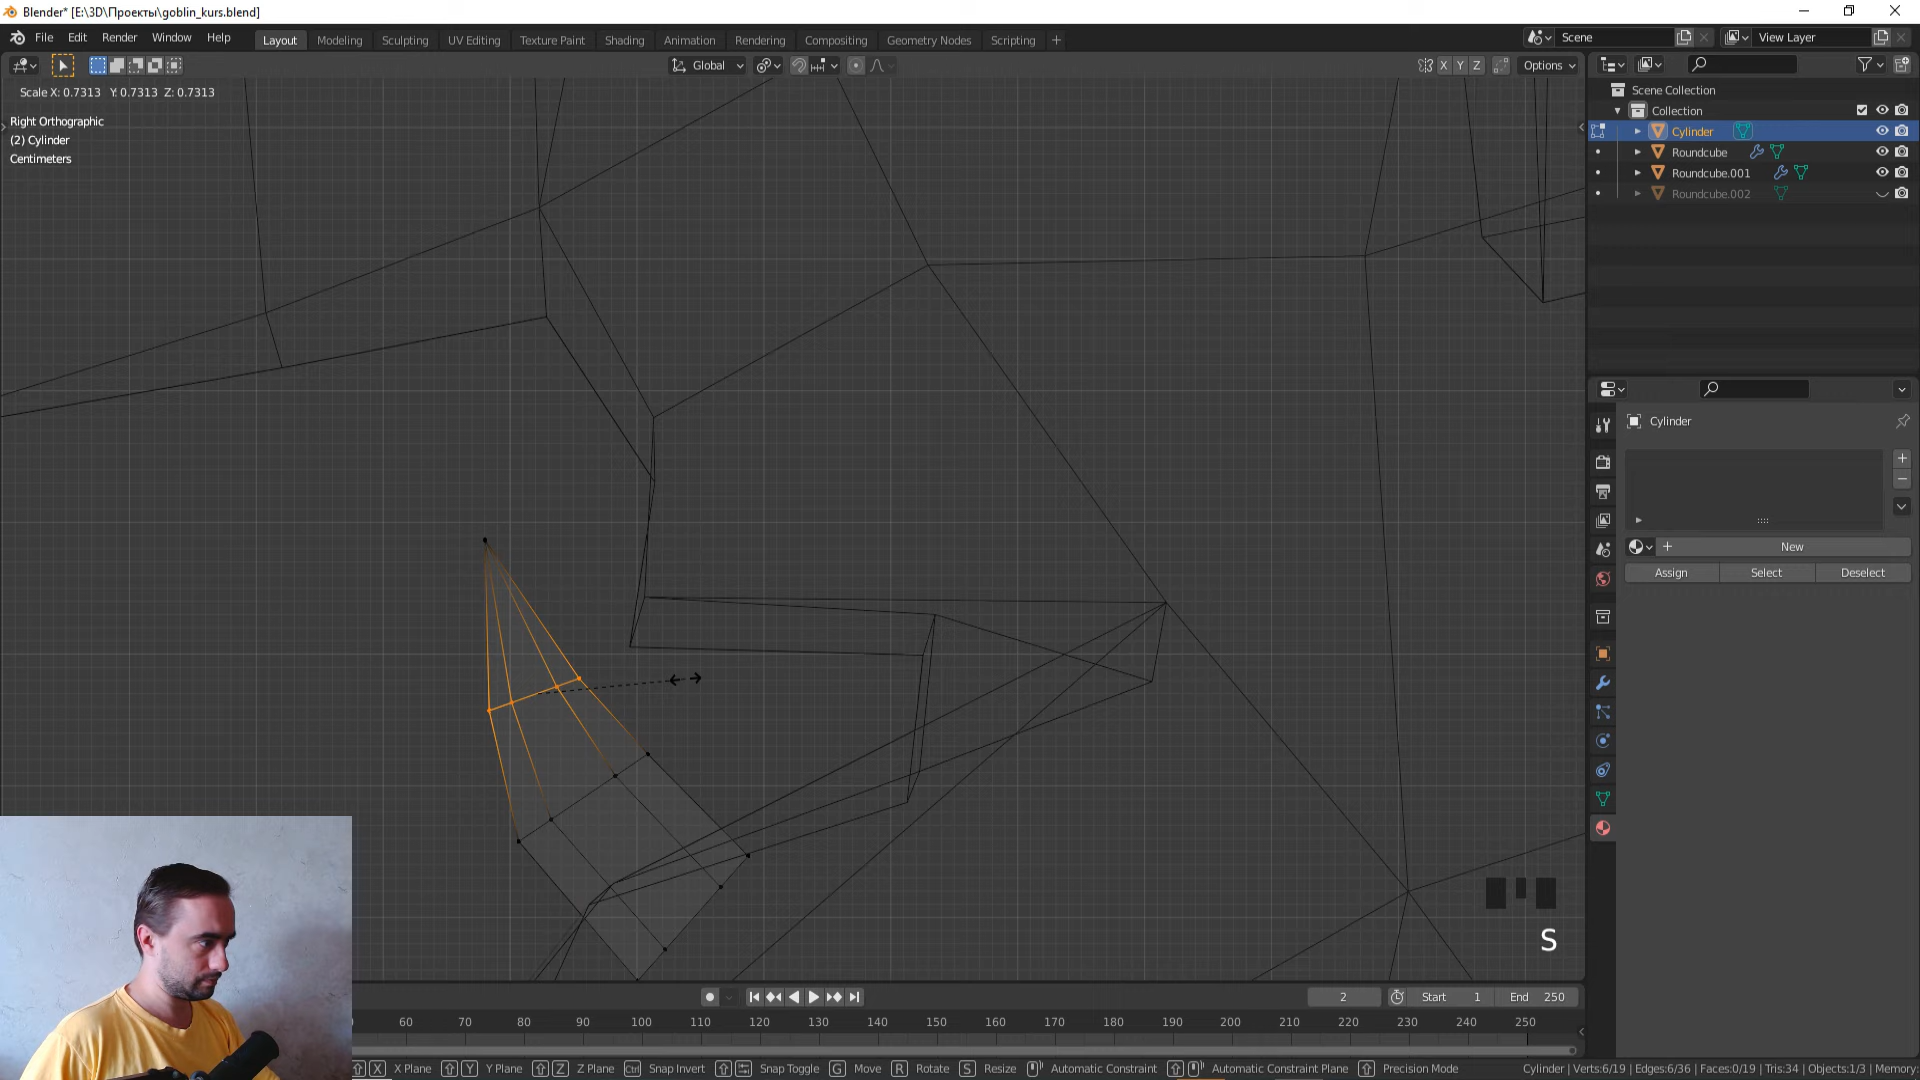 Blender* [E:\3D\Проекты\goblin_kurs.blend]
File Edit Render Window Help Layout Modeling Sculpting UV Editing Texture Paint Shading Animation Rendering Compositing Geometry Nodes Scripting + Scene View Layer
Global X Y Z Options
Scale X: 0.7313 Y: 0.7313 Z: 0.7313
Right Orthographic
(2) Cylinder
Centimeters
Scene Collection
Collection
Cylinder
Roundcube
Roundcube.001
Roundcube.002
Cylinder
New
Assign Select Deselect
S
2 Start 1 End 250
60 70 80 90 100 110 120 130 140 150 160 170 180 190 200 210 220 230 240 250
X X Plane Y Y Plane Z Z Plane Ctrl Snap Invert Snap Toggle G Move R Rotate S Resize Automatic Constraint Automatic Constraint Plane Precision Mode Cylinder | Verts:6/19 | Edges:6/36 | Faces:0/19 | Tris:34 | Objects:1/3 | Memory: